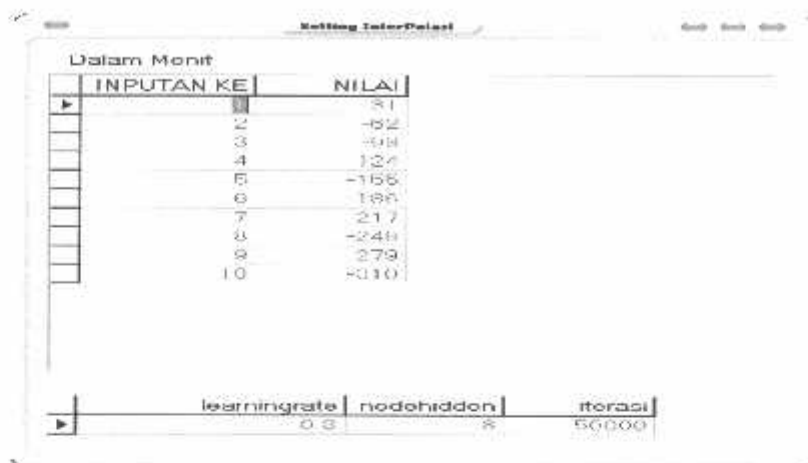 Setting InterPolasi
Dalam Menit
INPUTAN KE NILAI
1 31
2 -62
3 -93
4 124
5 -155
6 186
7 217
8 -248
9 279
10 -310
learningrate nodehidden iterasi
0.3 8 50000